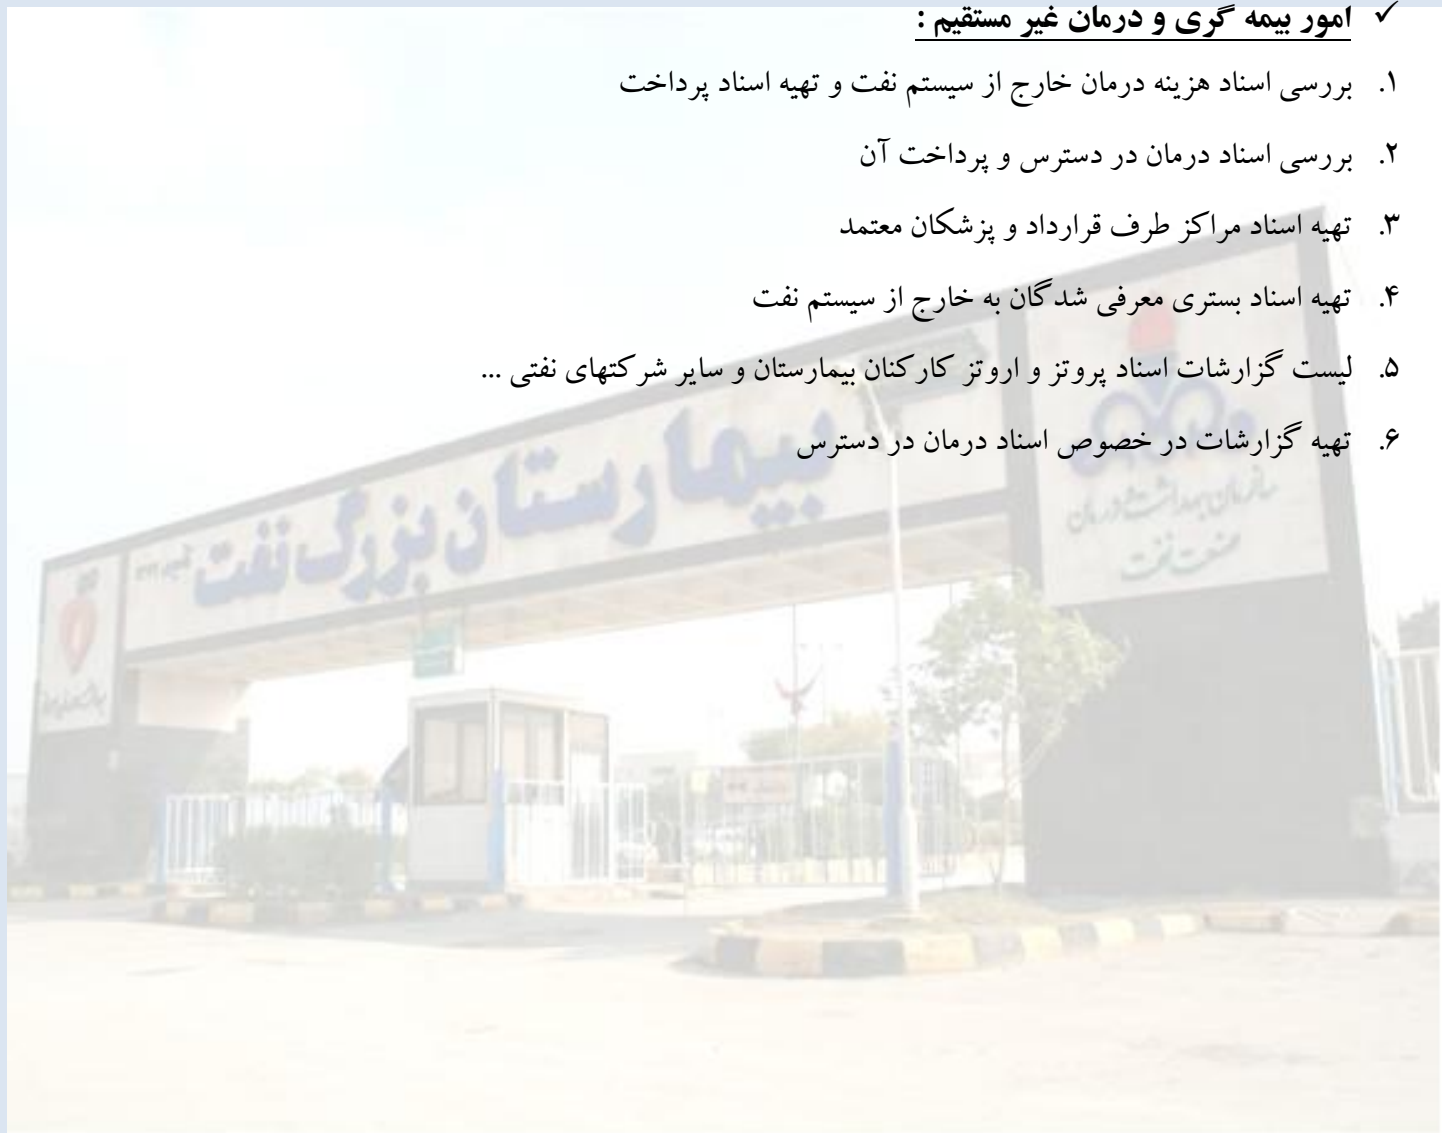 ✓ امور بیمه گری و درمان غیر مستقیم :
۱. بررسی اسناد هزینه درمان خارج از سیستم نفت و تهیه اسناد پرداخت
۲. بررسی اسناد درمان در دسترس و پرداخت آن
۳. تهیه اسناد مراکز طرف قرارداد و پزشکان معتمد
۴. تهیه اسناد بستری معرفی شدگان به خارج از سیستم نفت
۵. لیست گزارشات اسناد پروتز و اروتز کارکنان بیمارستان و سایر شرکتهای نفتی ...
۶. تهیه گزارشات در خصوص اسناد درمان در دسترس
بیمارستان بزرگ نفت
سازمان بهداشت و درمان
صنعت نفت